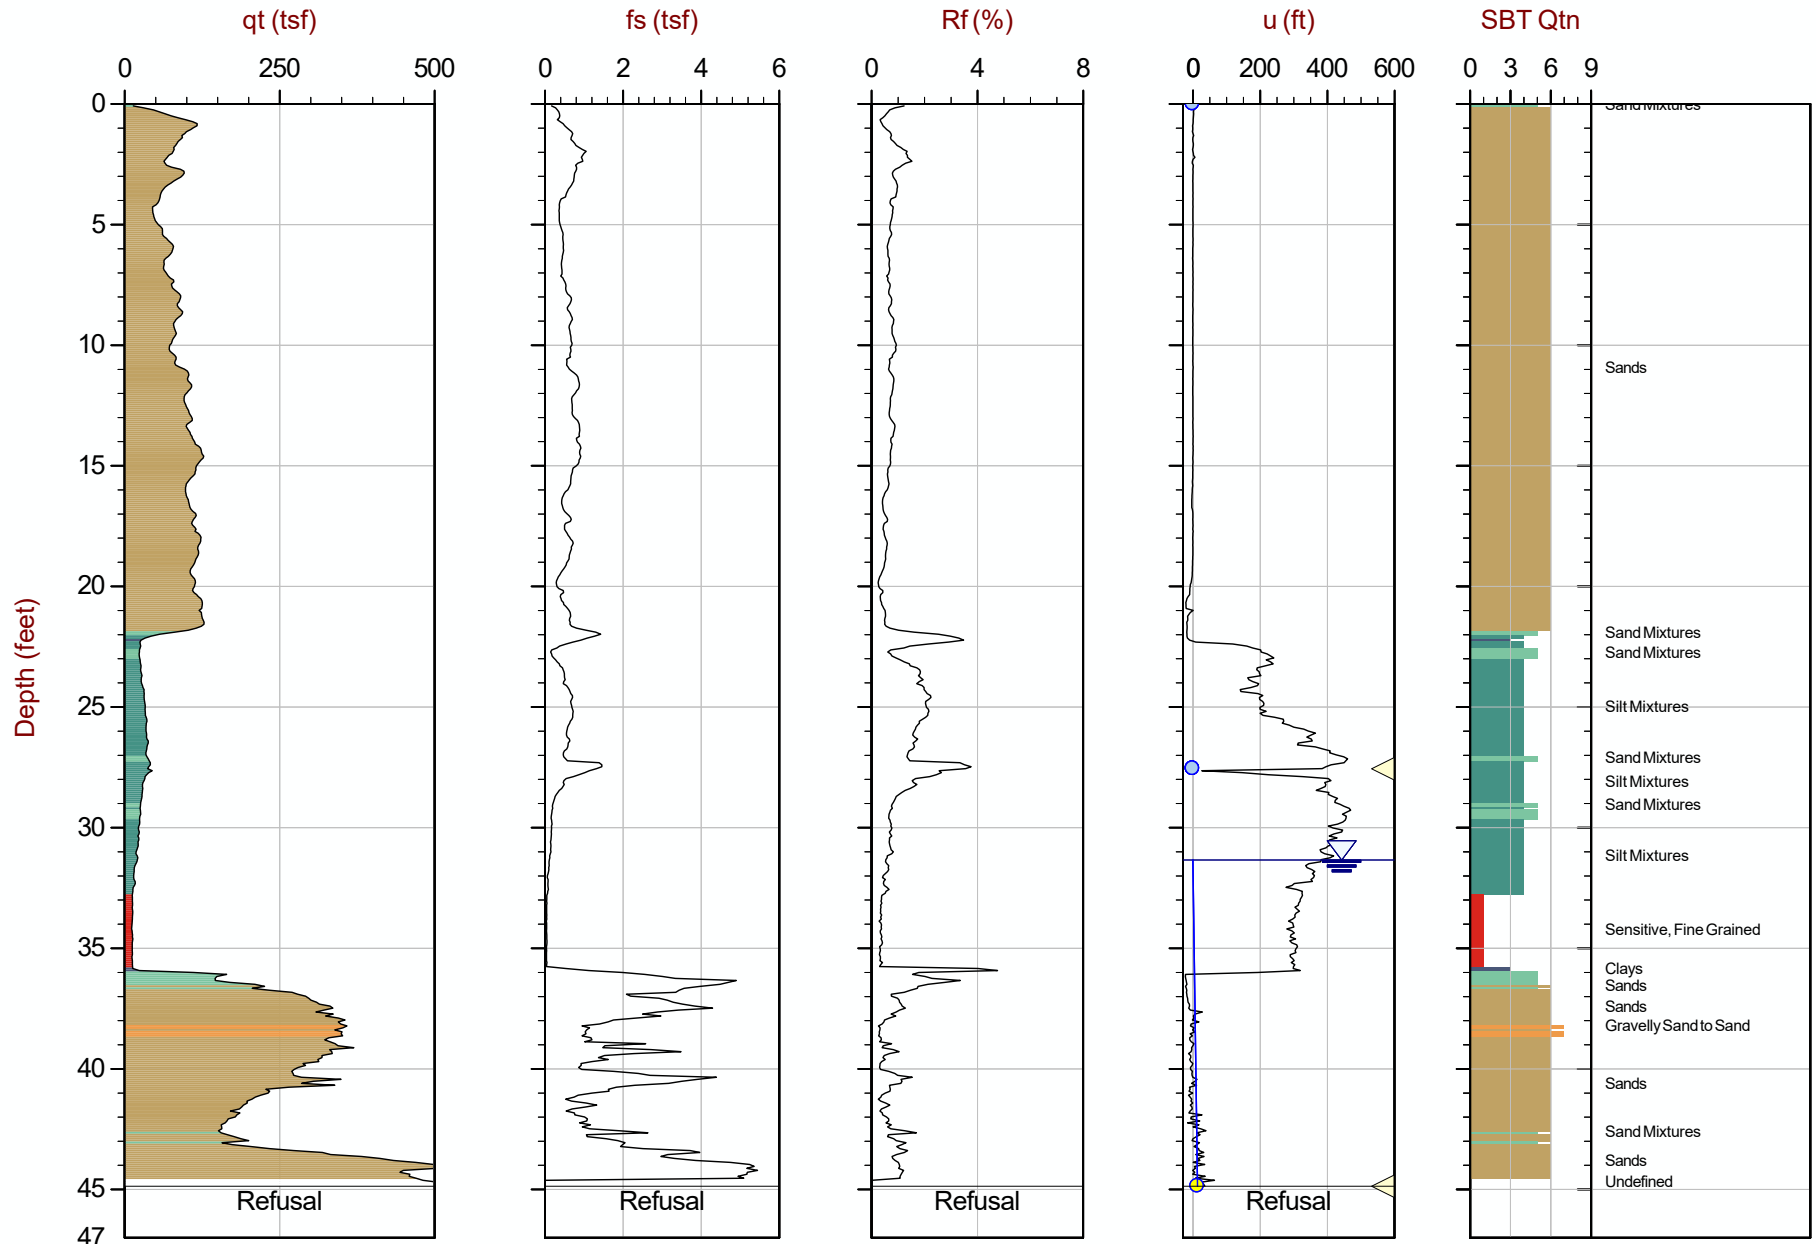 qt (tsf) fs (tsf) Rf (%) u (ft) SBT Qtn
0 250 500 0 2 4 6 0 4 8 0 200 400 600 0 3 6 9
0
Sand Mixtures
5
10
Sands
15
20
Depth (feet)
Sand Mixtures
Sand Mixtures
25
Silt Mixtures
Sand Mixtures
Silt Mixtures
Sand Mixtures
30
Silt Mixtures
Sensitive, Fine Grained
35
Clays
Sands
Sands
Gravelly Sand to Sand
40
Sands
Sand Mixtures
Sands
Undefined
45
Refusal Refusal Refusal Refusal
47